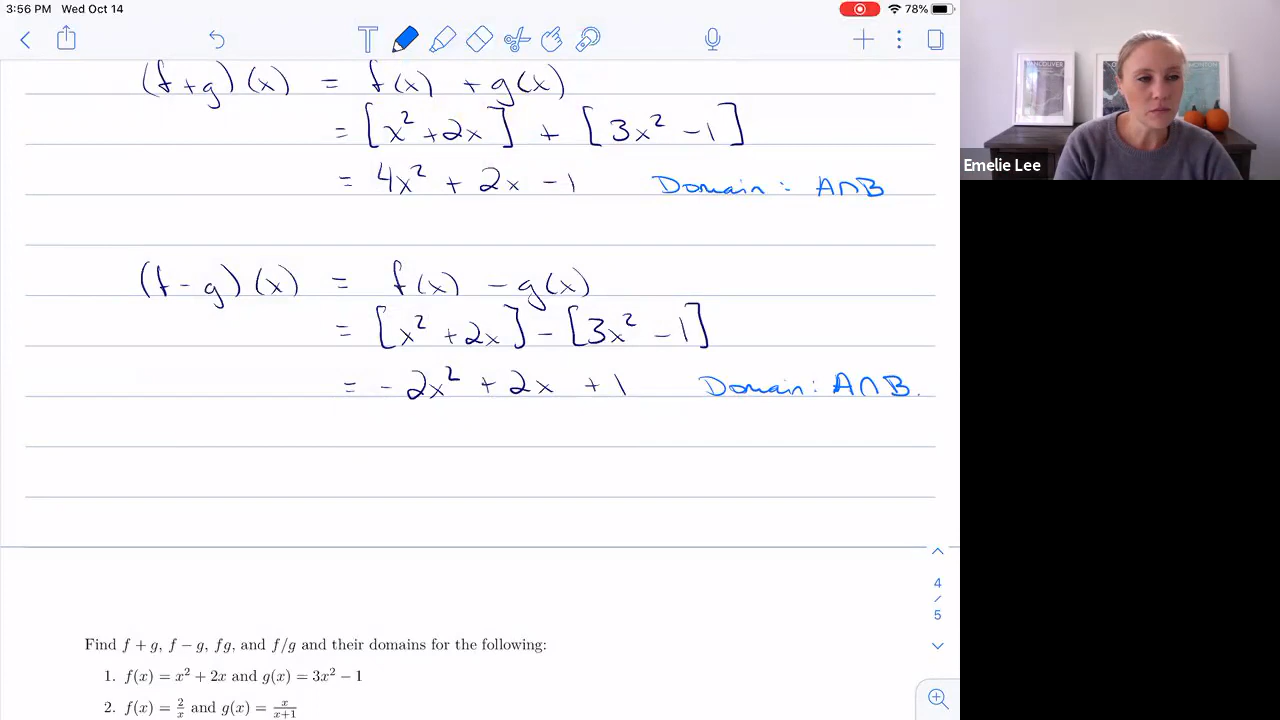 3:56 PM Wed Oct 14
78%
(f+g)(x) = f(x) + g(x)
= [x² + 2x] + [3x² - 1]
= 4x² + 2x - 1 Domain: A∩B
(f-g)(x) = f(x) - g(x)
= [x² + 2x] - [3x² - 1]
= -2x² + 2x + 1 Domain: A∩B.
4
/
5
Find f + g, f − g, fg, and f/g and their domains for the following:
1. f(x) = x² + 2x and g(x) = 3x² − 1
2. f(x) = 2/x and g(x) = x/(x+1)
VANCOUVER
Emelie Lee